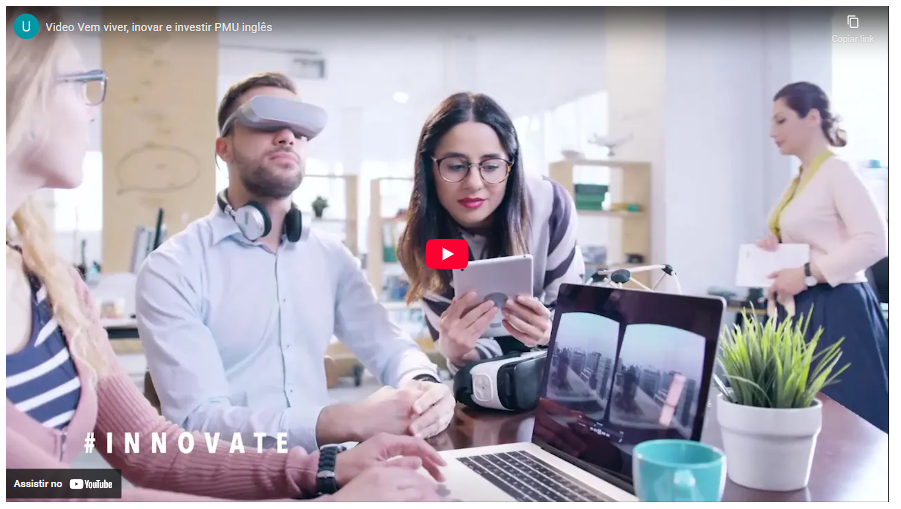 U
Video Vem viver, inovar e investir PMU inglês
Copiar link
#INNOVATE
Assistir no YouTube